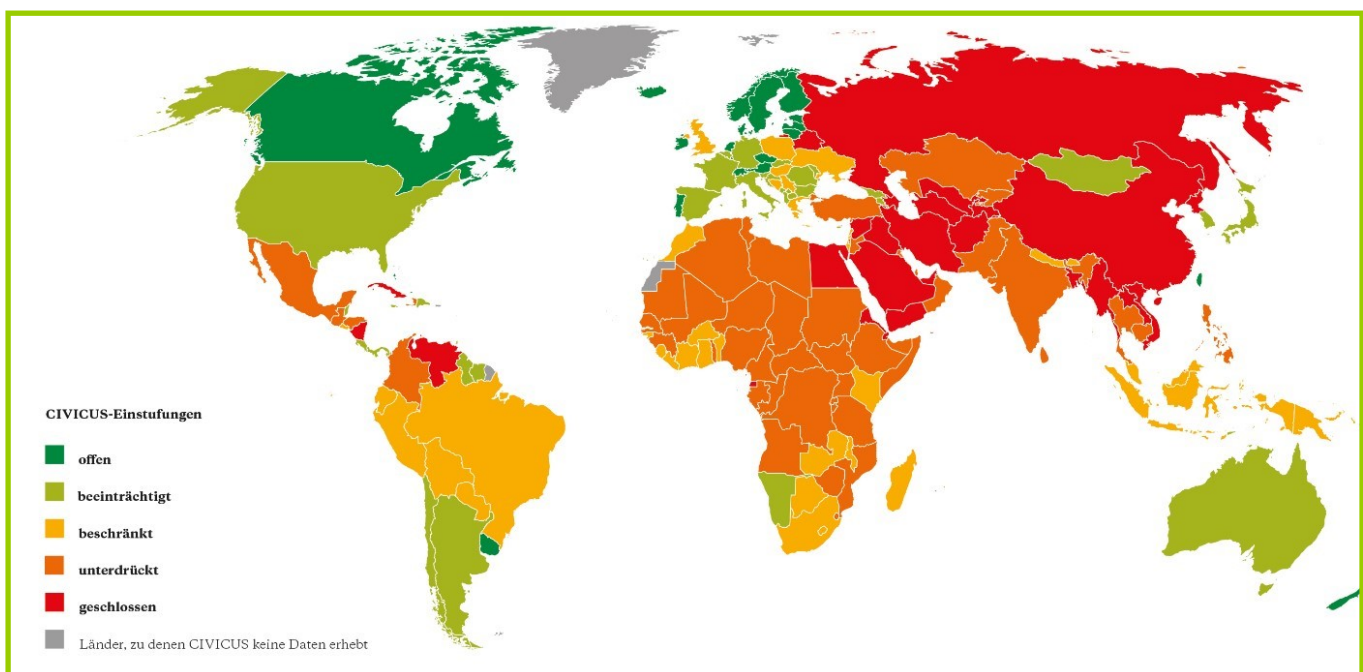 CIVICUS-Einstufungen
offen
beeinträchtigt
beschränkt
unterdrückt
geschlossen
Länder, zu denen CIVICUS keine Daten erhebt